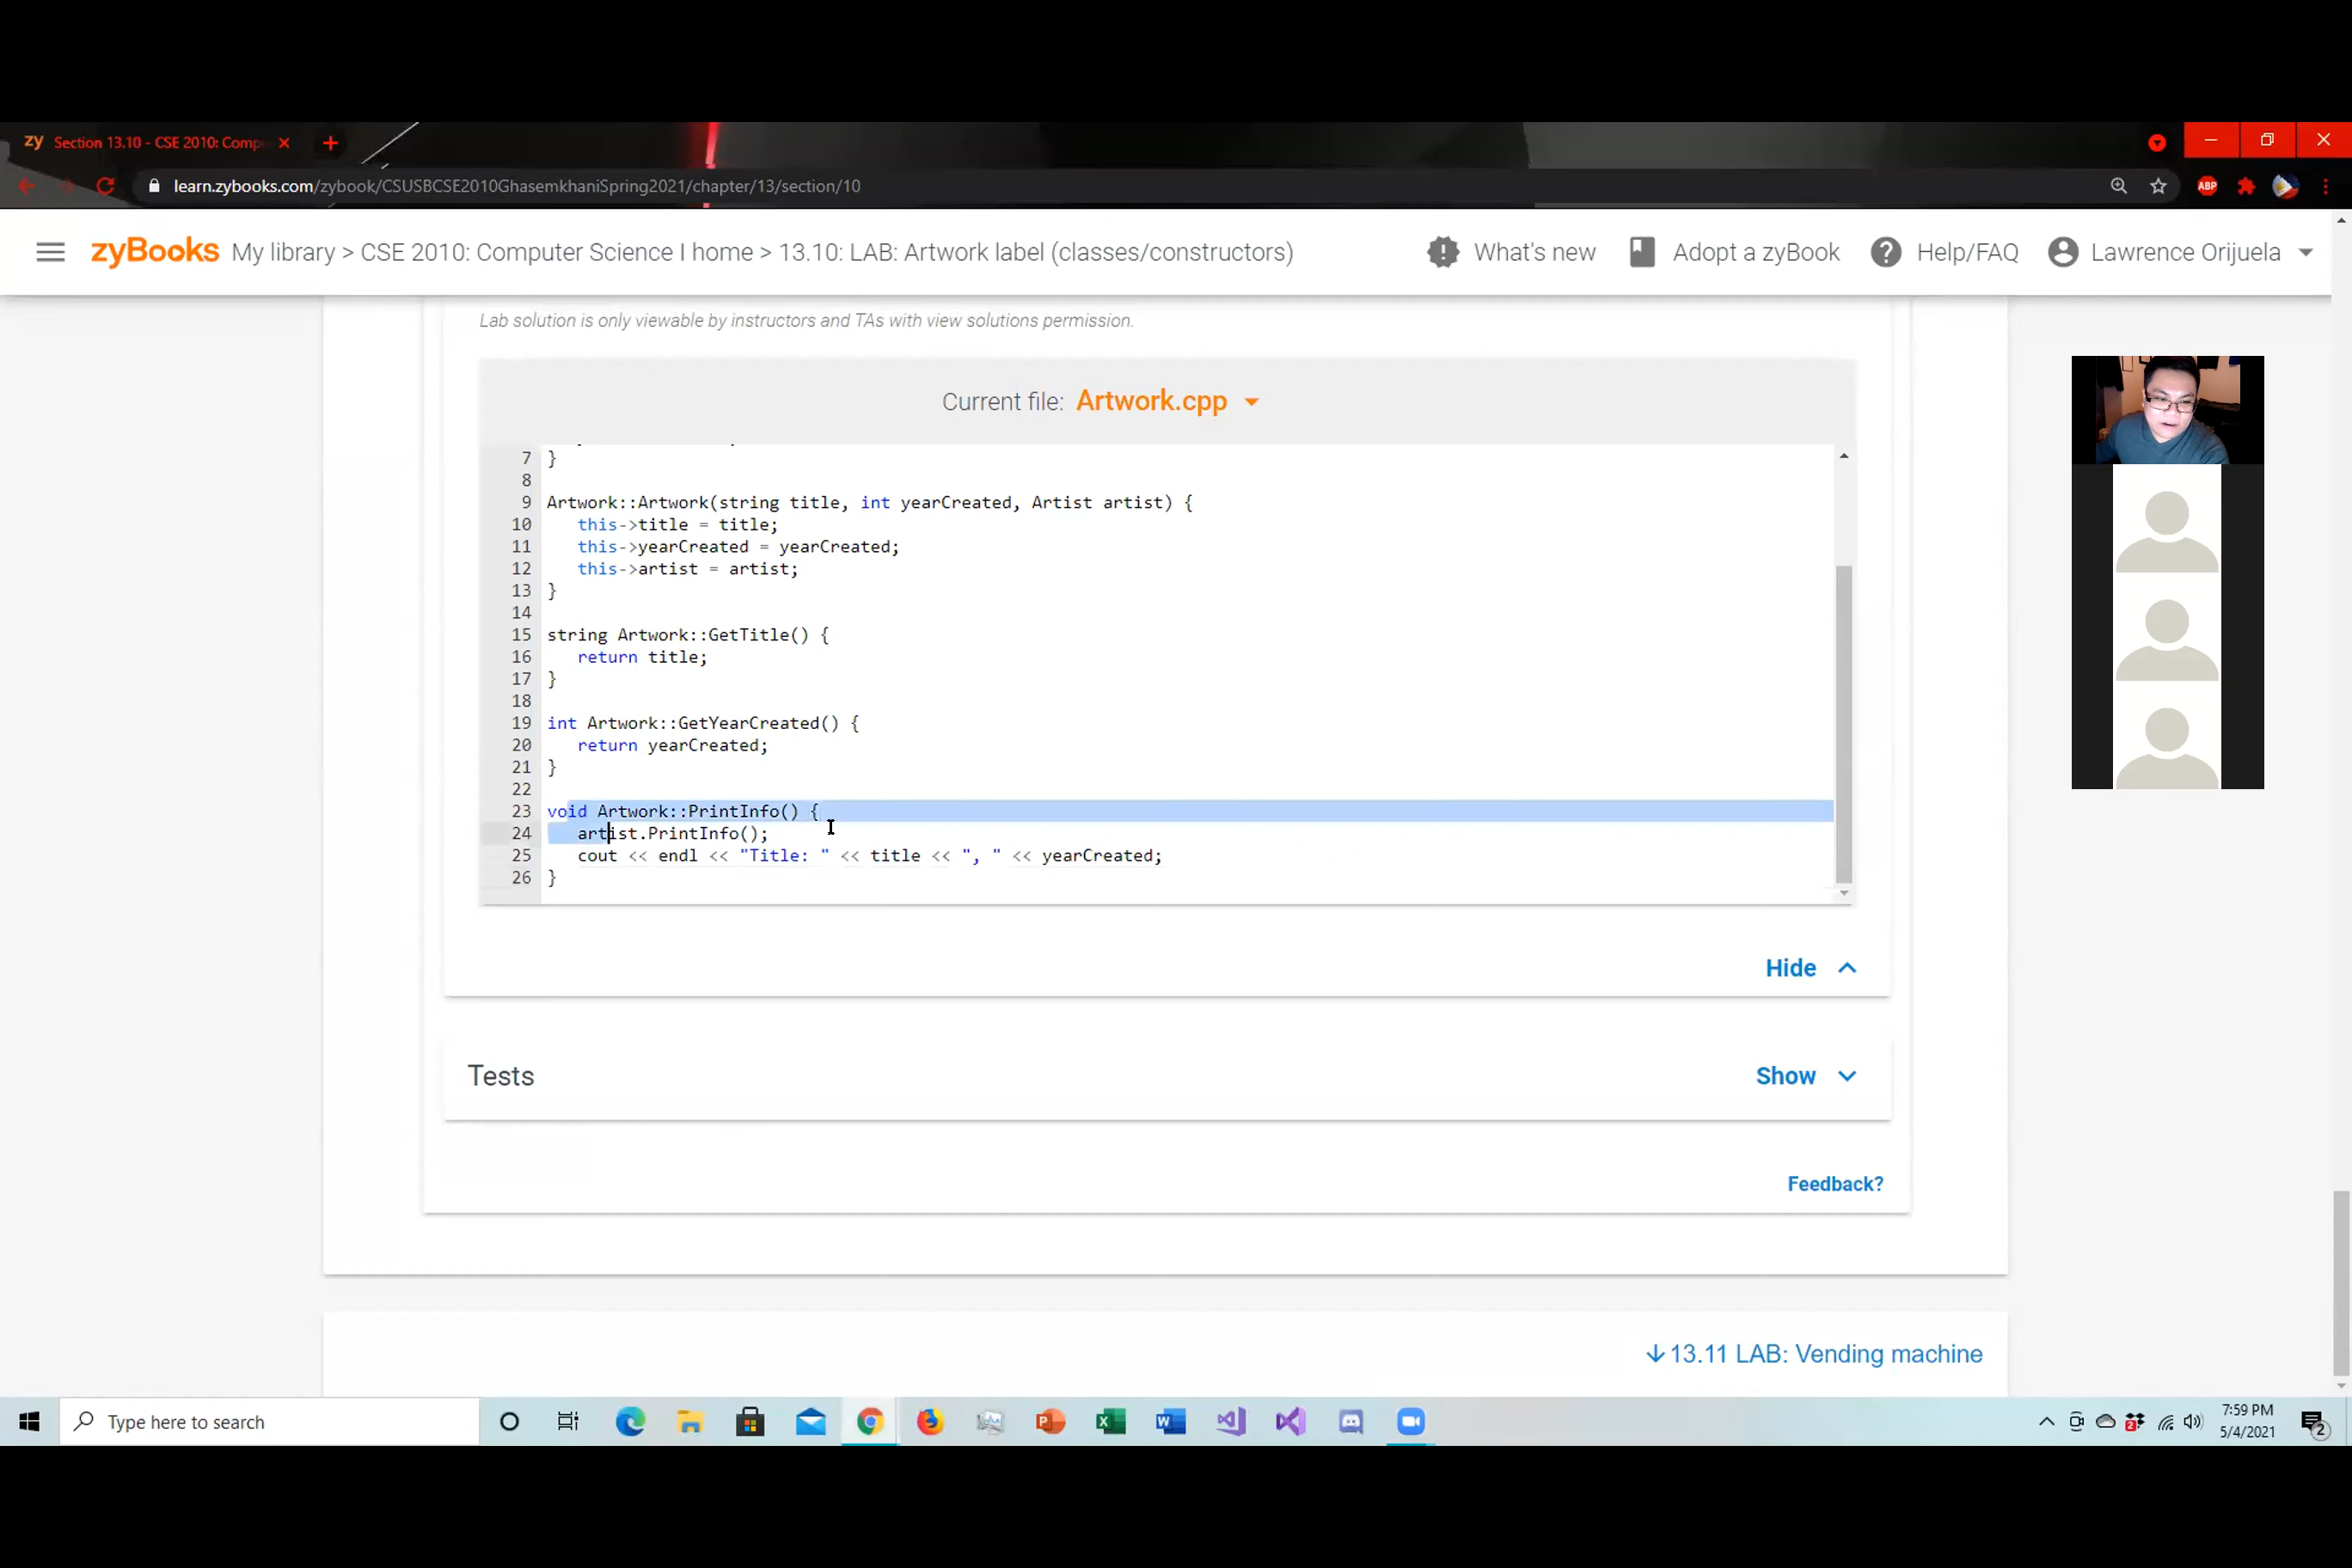 zy Section 13.10 - CSE 2010: Comp
learn.zybooks.com/zybook/CSUSBCSE2010GhasemkhaniSpring2021/chapter/13/section/10
ABP
zyBooks My library > CSE 2010: Computer Science I home > 13.10: LAB: Artwork label (classes/constructors)
What's new
Adopt a zyBook
Help/FAQ
Lawrence Orijuela
Lab solution is only viewable by instructors and TAs with view solutions permission.
Current file: Artwork.cpp
7 }
8
9 Artwork::Artwork(string title, int yearCreated, Artist artist) {
10 this->title = title;
11 this->yearCreated = yearCreated;
12 this->artist = artist;
13 }
14
15 string Artwork::GetTitle() {
16 return title;
17 }
18
19 int Artwork::GetYearCreated() {
20 return yearCreated;
21 }
22
23 void Artwork::PrintInfo() {
24 artist.PrintInfo();
25 cout << endl << "Title: " << title << ", " << yearCreated;
26 }
Hide
Tests
Show
Feedback?
13.11 LAB: Vending machine
Type here to search
7:59 PM
5/4/2021
2